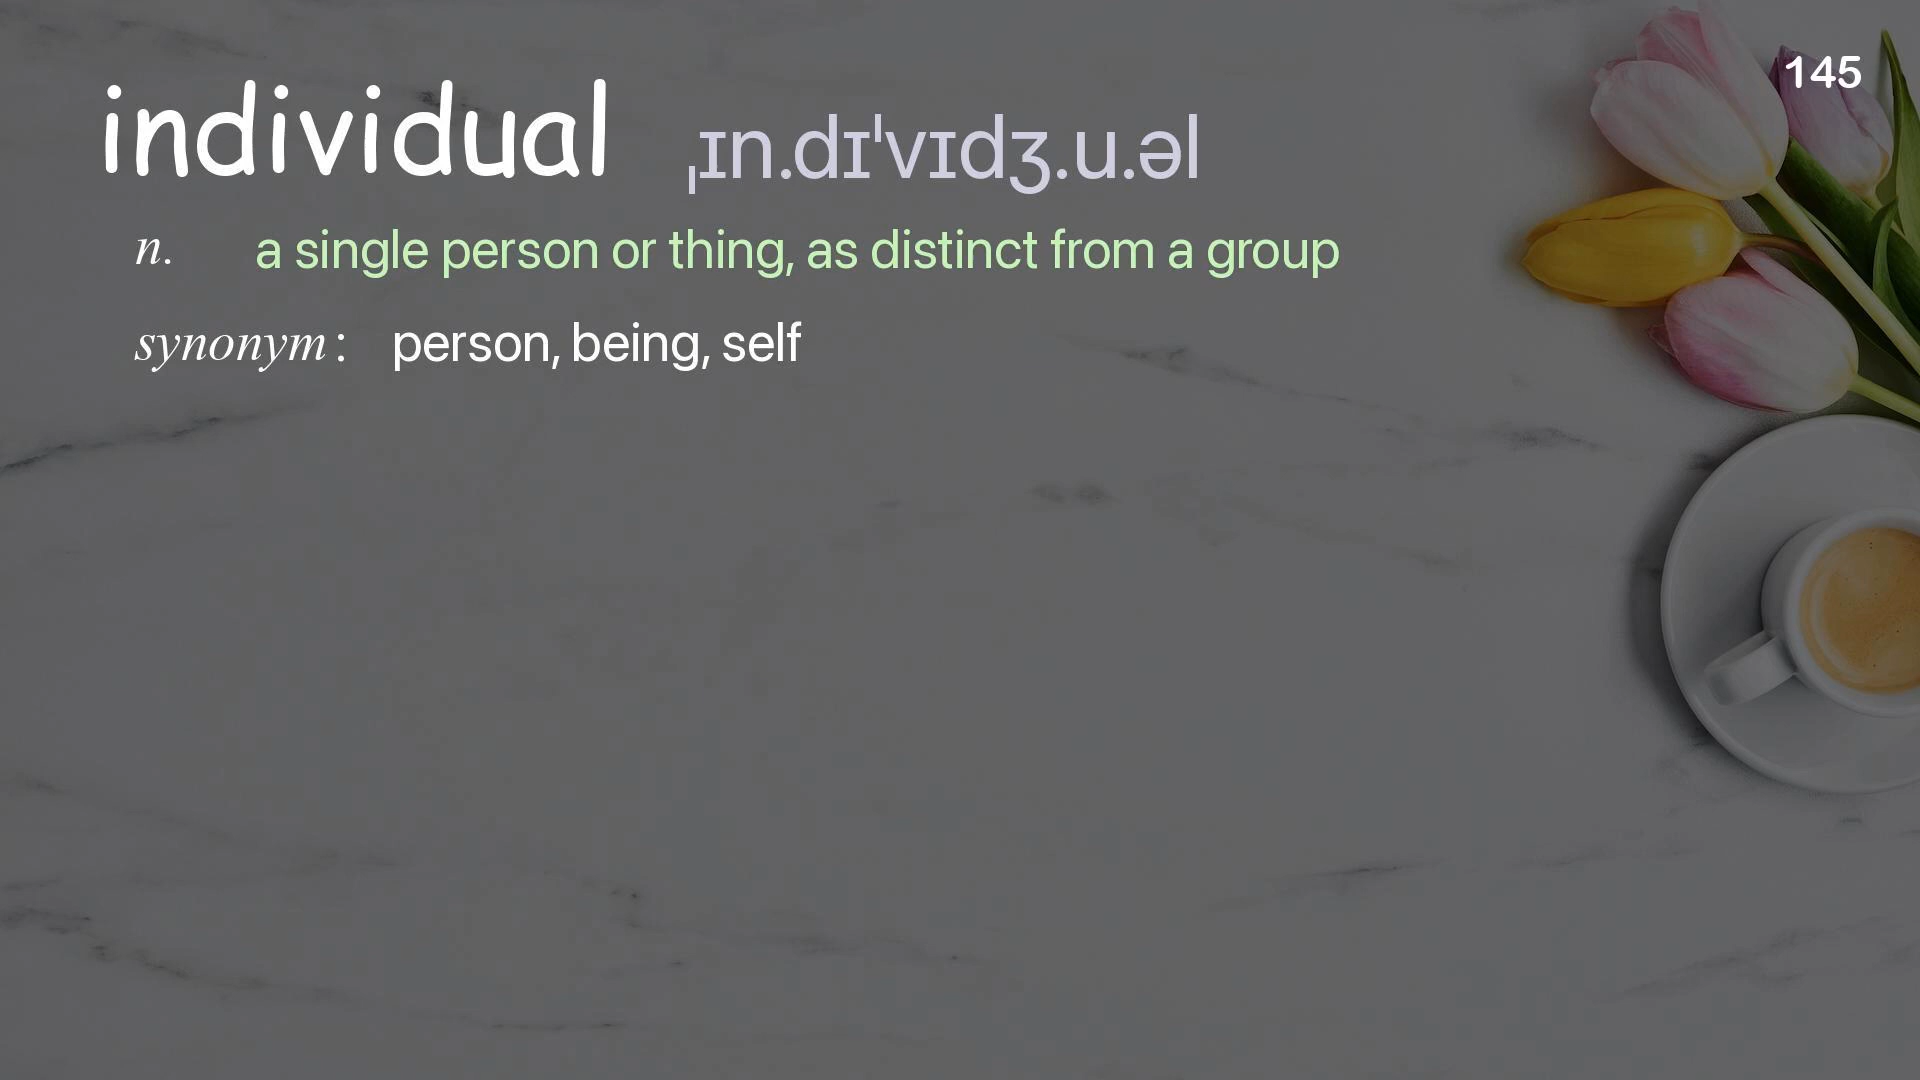 145
individual ˌɪn.dɪˈvɪdʒ.u.əl
n. a single person or thing, as distinct from a group
synonym: person, being, self